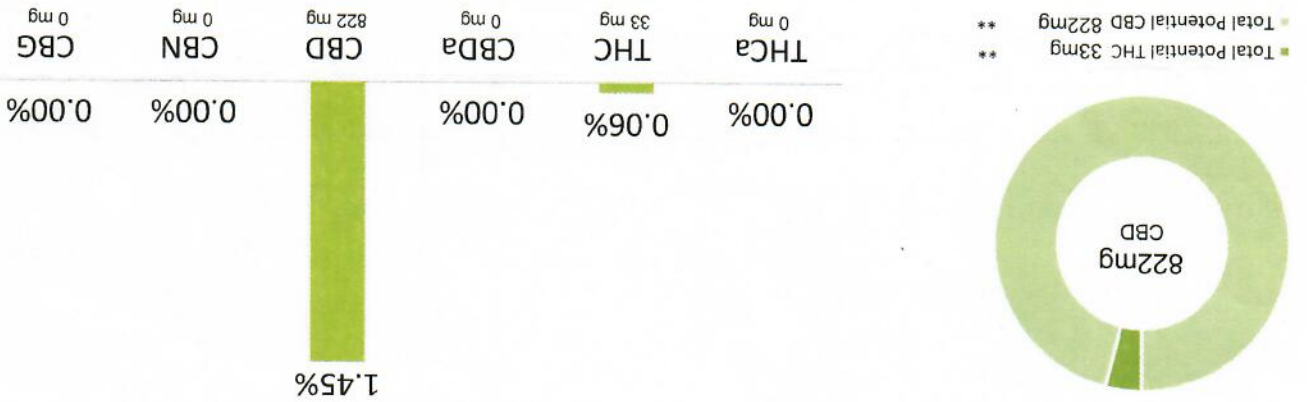 822mg
CBD
Total Potential THC 33mg **
Total Potential CBD 822mg **
1.45%
0.00% 0.06% 0.00% 0.00% 0.00%
THCa THC CBDa CBD CBN CBG
0 mg 33 mg 0 mg 822 mg 0 mg 0 mg